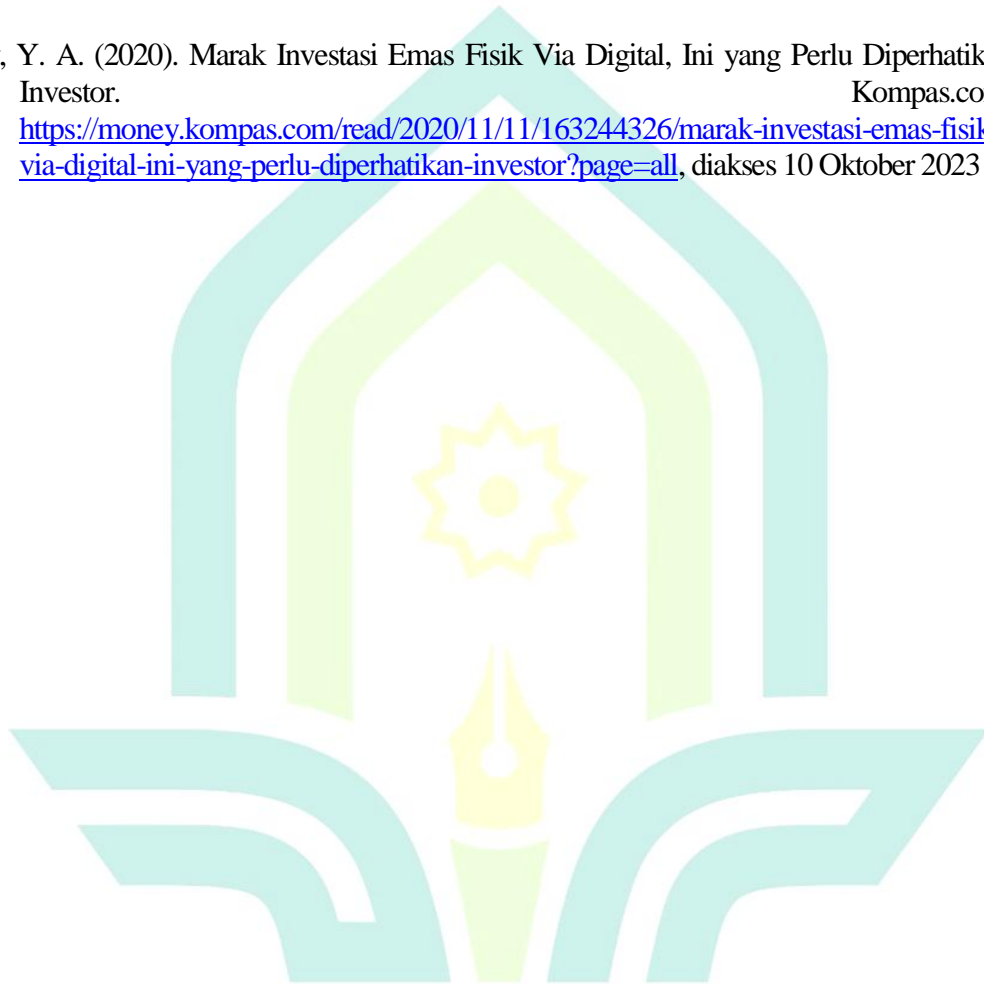 , Y. A. (2020). Marak Investasi Emas Fisik Via Digital, Ini yang Perlu Diperhatik
Investor. Kompas.co
https://money.kompas.com/read/2020/11/11/163244326/marak-investasi-emas-fisik
via-digital-ini-yang-perlu-diperhatikan-investor?page=all, diakses 10 Oktober 2023